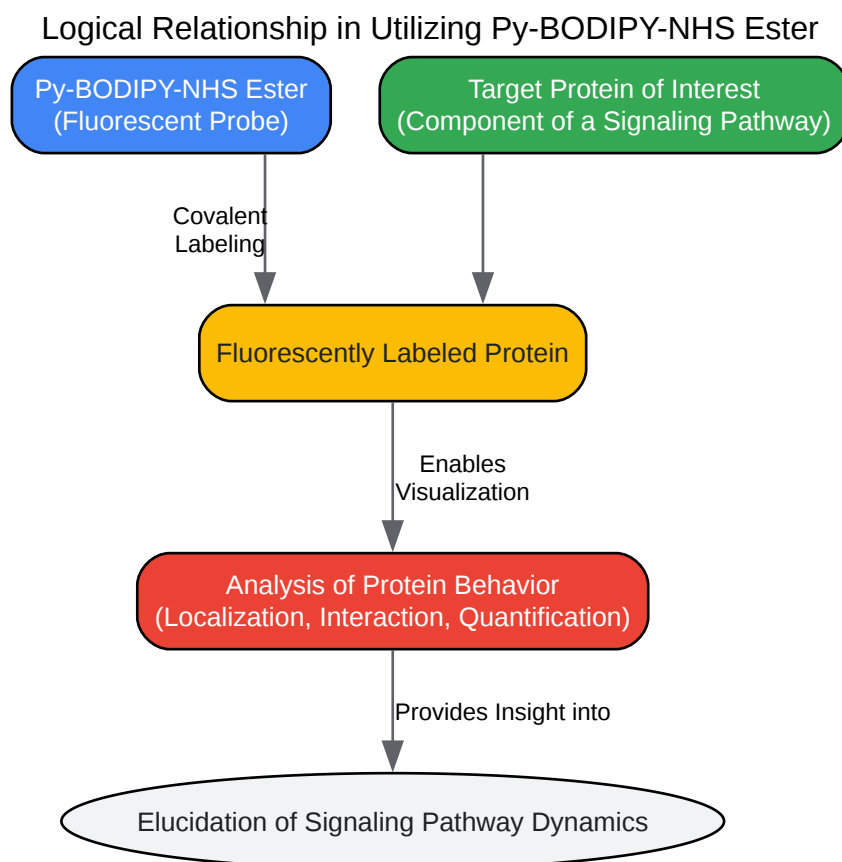 Logical Relationship in Utilizing Py-BODIPY-NHS Ester
Py-BODIPY-NHS Ester
(Fluorescent Probe)
Target Protein of Interest
(Component of a Signaling Pathway)
Covalent
Labeling
Fluorescently Labeled Protein
Enables
Visualization
Analysis of Protein Behavior
(Localization, Interaction, Quantification)
Provides Insight into
Elucidation of Signaling Pathway Dynamics